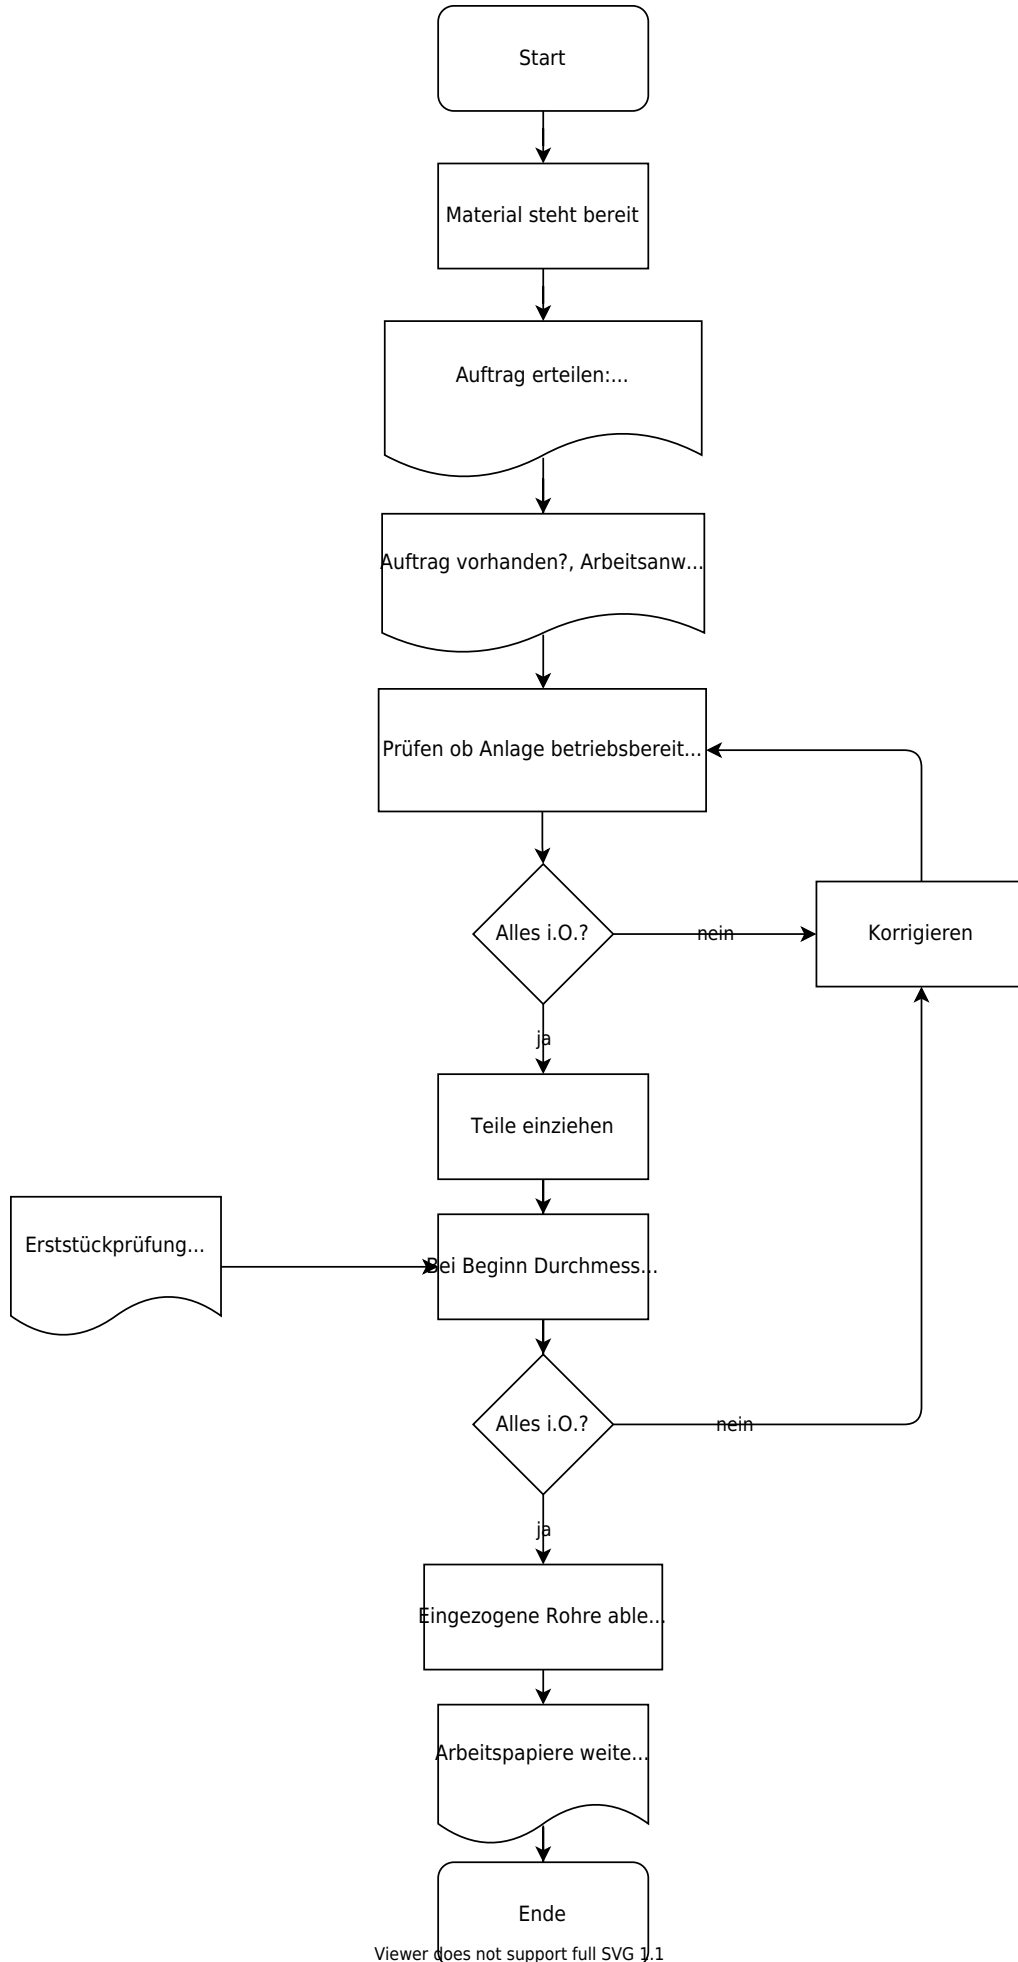 Start
Material steht bereit
Auftrag erteilen:...
Auftrag vorhanden?, Arbeitsanw...
Prüfen ob Anlage betriebsbereit...
Alles i.O.?
nein
Korrigieren
ja
Teile einziehen
Erststückprüfung...
Bei Beginn Durchmess...
Alles i.O.?
nein
ja
Eingezogene Rohre able...
Arbeitspapiere weite...
Ende
Viewer does not support full SVG 1.1